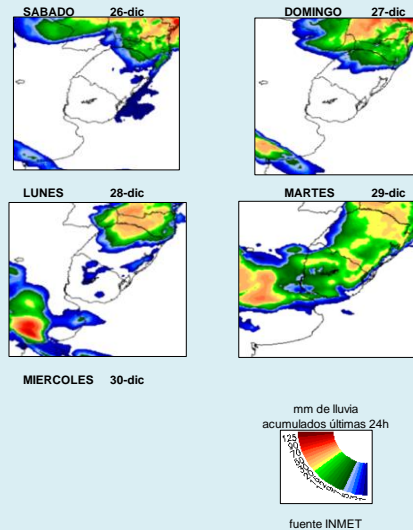 SABADO 26-dic
DOMINGO 27-dic
LUNES 28-dic
MARTES 29-dic
MIERCOLES 30-dic
mm de lluvia
acumulados últimas 24h
fuente INMET